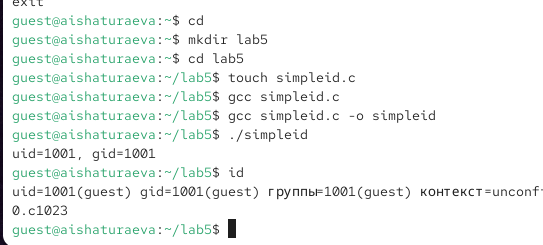 exit
guest@aishaturaeva:~$ cd
guest@aishaturaeva:~$ mkdir lab5
guest@aishaturaeva:~$ cd lab5
guest@aishaturaeva:~/lab5$ touch simpleid.c
guest@aishaturaeva:~/lab5$ gcc simpleid.c
guest@aishaturaeva:~/lab5$ gcc simpleid.c -o simpleid
guest@aishaturaeva:~/lab5$ ./simpleid
uid=1001, gid=1001
guest@aishaturaeva:~/lab5$ id
uid=1001(guest) gid=1001(guest) группы=1001(guest) контекст=unconf
0.c1023
guest@aishaturaeva:~/lab5$